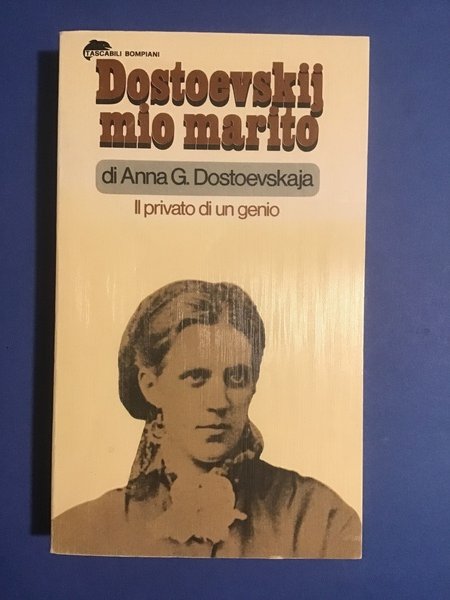 TASCABILI BOMPIANI
Dostoevskij
mio marito
di Anna G. Dostoevskaja
Il privato di un genio